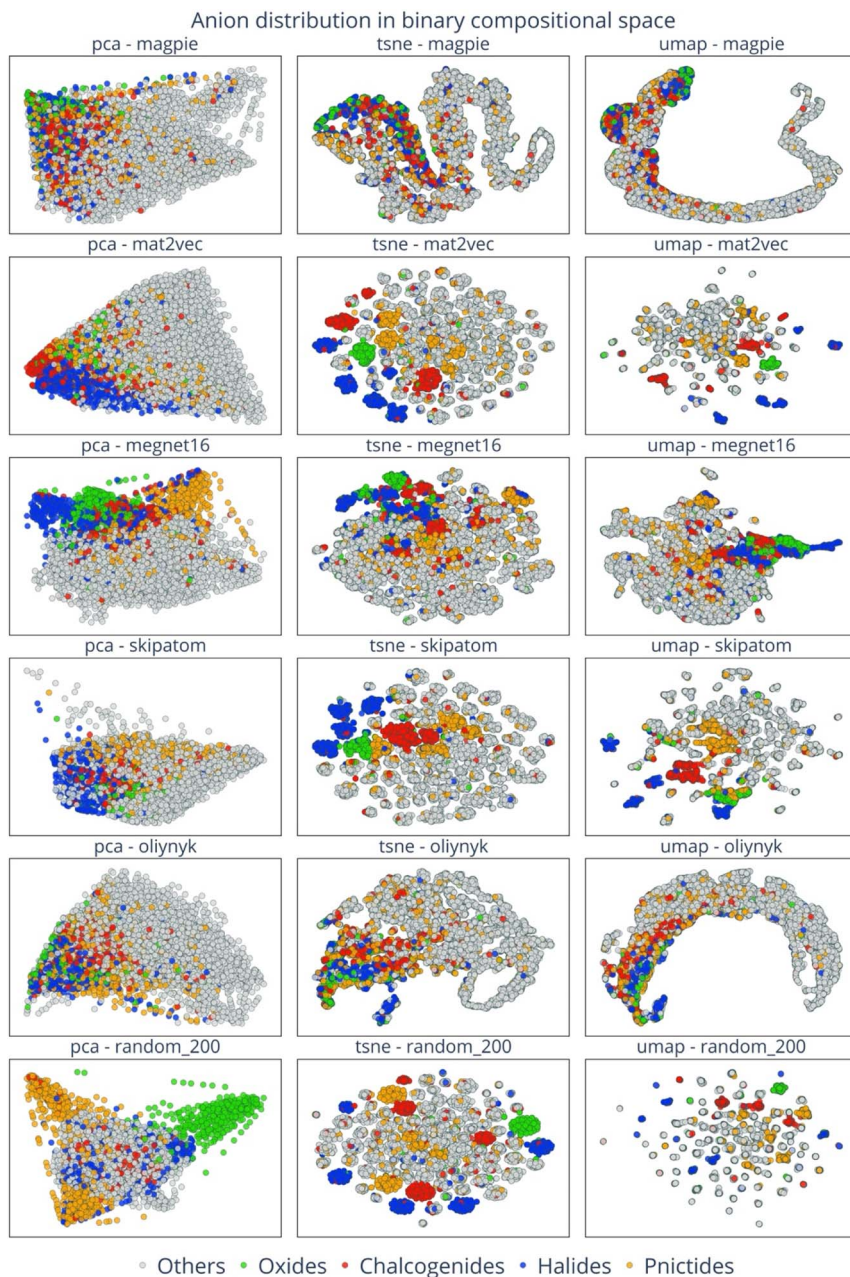 Anion distribution in binary compositional space
pca - magpie tsne - magpie umap - magpie
pca - mat2vec tsne - mat2vec umap - mat2vec
pca - megnet16 tsne - megnet16 umap - megnet16
pca - skipatom tsne - skipatom umap - skipatom
pca - oliynyk tsne - oliynyk umap - oliynyk
pca - random_200 tsne - random_200 umap - random_200
Others Oxides Chalcogenides Halides Pnictides